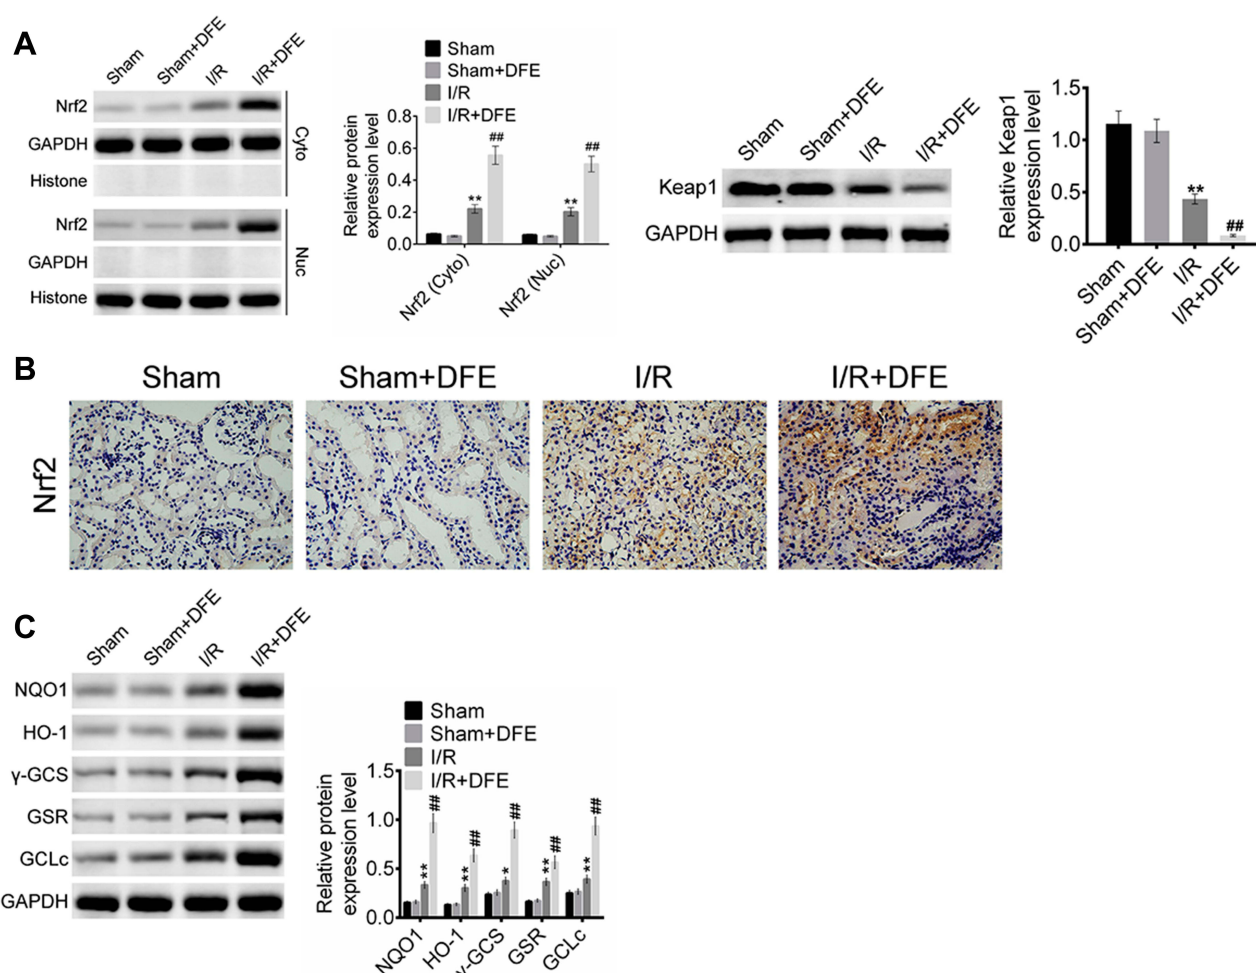 A
Sham
Sham+DFE
I/R
I/R+DFE
Nrf2
GAPDH
Histone
Cyto
Nrf2
GAPDH
Histone
Nuc
Sham
Sham+DFE
I/R
I/R+DFE
Relative protein
expression level
0.8
0.6
0.4
0.2
0.0
**
##
**
##
Nrf2 (Cyto)
Nrf2 (Nuc)
Sham
Sham+DFE
I/R
I/R+DFE
Keap1
GAPDH
Relative Keap1
expression level
1.5
1.0
0.5
0.0
**
##
Sham
Sham+DFE
I/R
I/R+DFE
B
Sham
Sham+DFE
I/R
I/R+DFE
Nrf2
C
Sham
Sham+DFE
I/R
I/R+DFE
NQO1
HO-1
γ-GCS
GSR
GCLc
GAPDH
Sham
Sham+DFE
I/R
I/R+DFE
Relative protein
expression level
1.5
1.0
0.5
0.0
**
##
**
##
*
##
**
##
**
##
NQO1
HO-1
γ-GCS
GSR
GCLc